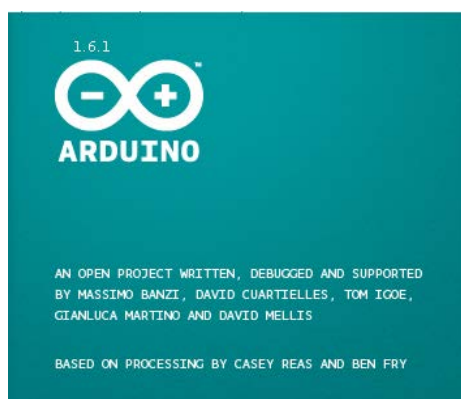 1.6.1
™
ARDUINO
AN OPEN PROJECT WRITTEN, DEBUGGED AND SUPPORTED
BY MASSIMO BANZI, DAVID CUARTIELLES, TOM IGOE,
GIANLUCA MARTINO AND DAVID MELLIS
BASED ON PROCESSING BY CASEY REAS AND BEN FRY